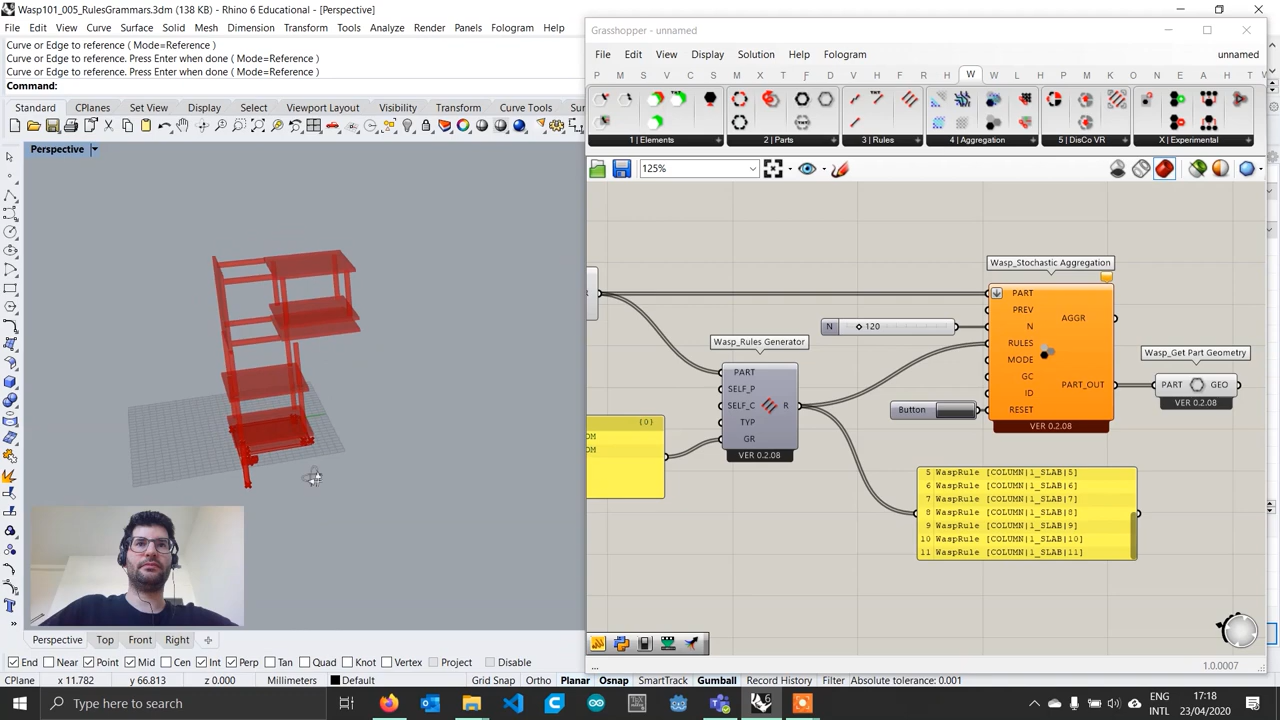 Wasp101_005_RulesGrammars.3dm (138 KB) - Rhino 6 Educational - [Perspective]
File Edit View Curve Surface Solid Mesh Dimension Transform Tools Analyze Render Panels Fologram Help
Curve or Edge to reference ( Mode=Reference )
Curve or Edge to reference. Press Enter when done ( Mode=Reference )
Curve or Edge to reference. Press Enter when done ( Mode=Reference )
Command:
Standard CPlanes Set View Display Select Viewport Layout Visibility Transform Curve Tools Su
Perspective
Grasshopper - unnamed
File Edit View Display Solution Help Fologram unnamed
P M S V C S M X T F D P V H F R P W W L C P M O N E A H T
1 | Elements 2 | Parts 3 | Rules 4 | Aggregation 5 | DisCo VR X | Experimental
125%
Wasp_Stochastic Aggregation
PART
PREV
N
RULES
MODE
GC
ID
RESET
AGGR
PART_OUT
VER 0.2.08
N 120
Wasp_Rules Generator
PART
SELF_P
SELF_C
TYP
GR
R
VER 0.2.08
Button
Wasp_Get Part Geometry
PART GEO
VER 0.2.08
{0}
OM
OM
5 WaspRule [COLUMN|1_SLAB|5]
6 WaspRule [COLUMN|1_SLAB|6]
7 WaspRule [COLUMN|1_SLAB|7]
8 WaspRule [COLUMN|1_SLAB|8]
9 WaspRule [COLUMN|1_SLAB|9]
10 WaspRule [COLUMN|1_SLAB|10]
11 WaspRule [COLUMN|1_SLAB|11]
...
1.0.0007
Perspective Top Front Right
End Near Point Mid Cen Int Perp Tan Quad Knot Vertex Project Disable
CPlane x 11.782 y 66.813 z 0.000 Millimeters Default Grid Snap Ortho Planar Osnap SmartTrack Gumball Record History Filter Absolute tolerance: 0.001
Type here to search
ENG
INTL
17:18
23/04/2020